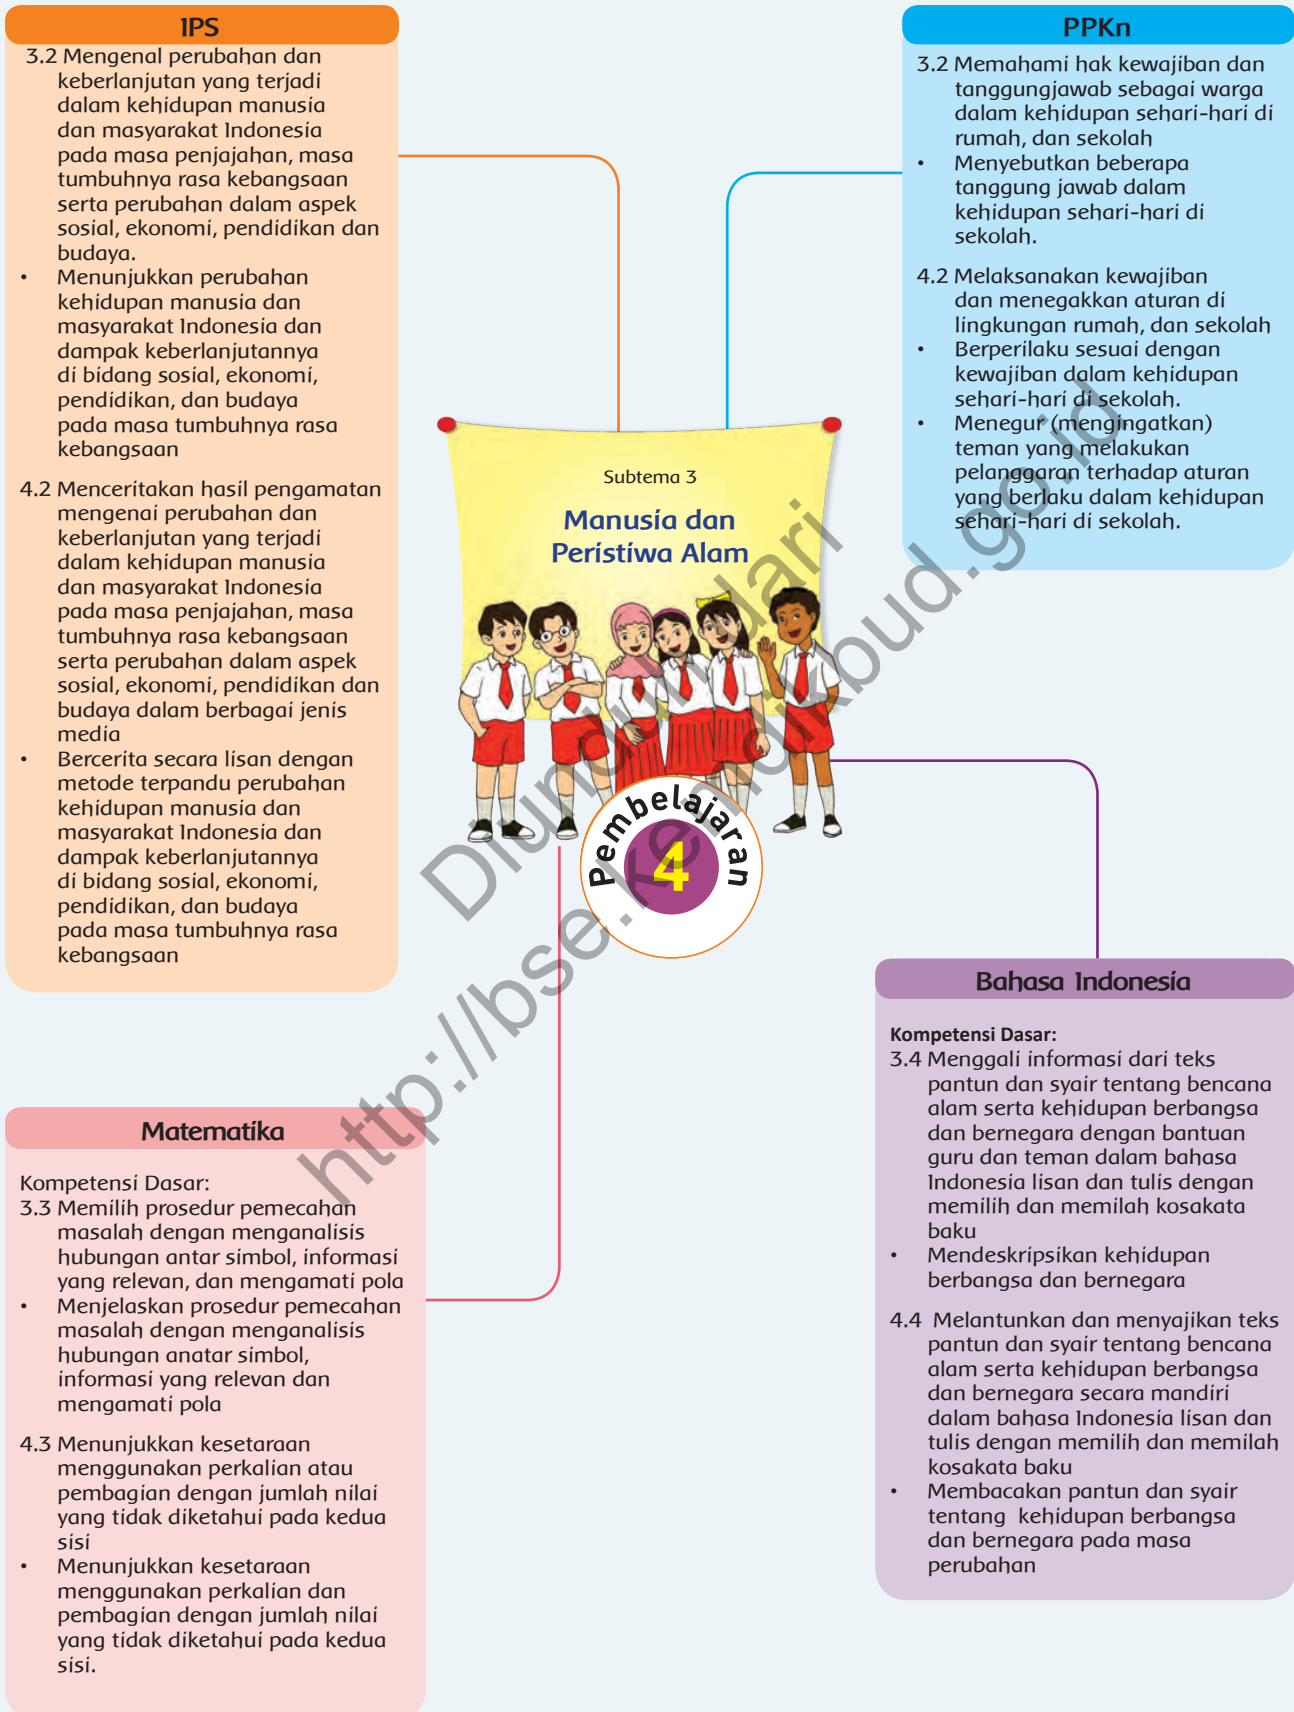 IPS
3.2 Mengenal perubahan dan
keberlanjutan yang terjadi
dalam kehidupan manusia
dan masyarakat Indonesia
pada masa penjajahan, masa
tumbuhnya rasa kebangsaan
serta perubahan dalam aspek
sosial, ekonomi, pendidikan dan
budaya.
• Menunjukkan perubahan
kehidupan manusia dan
masyarakat Indonesia dan
dampak keberlanjutannya
di bidang sosial, ekonomi,
pendidikan, dan budaya
pada masa tumbuhnya rasa
kebangsaan
4.2 Menceritakan hasil pengamatan
mengenai perubahan dan
keberlanjutan yang terjadi
dalam kehidupan manusia
dan masyarakat Indonesia
pada masa penjajahan, masa
tumbuhnya rasa kebangsaan
serta perubahan dalam aspek
sosial, ekonomi, pendidikan dan
budaya dalam berbagai jenis
media
• Bercerita secara lisan dengan
metode terpandu perubahan
kehidupan manusia dan
masyarakat Indonesia dan
dampak keberlanjutannya
di bidang sosial, ekonomi,
pendidikan, dan budaya
pada masa tumbuhnya rasa
kebangsaan
PPKn
3.2 Memahami hak kewajiban dan
tanggungjawab sebagai warga
dalam kehidupan sehari-hari di
rumah, dan sekolah
• Menyebutkan beberapa
tanggung jawab dalam
kehidupan sehari-hari di
sekolah.
4.2 Melaksanakan kewajiban
dan menegakkan aturan di
lingkungan rumah, dan sekolah
• Berperilaku sesuai dengan
kewajiban dalam kehidupan
sehari-hari di sekolah.
• Menegur (mengingatkan)
teman yang melakukan
pelanggaran terhadap aturan
yang berlaku dalam kehidupan
sehari-hari di sekolah.
Subtema 3
Manusia dan
Peristiwa Alam
Pembelajaran
4
Matematika
Kompetensi Dasar:
3.3 Memilih prosedur pemecahan
masalah dengan menganalisis
hubungan antar simbol, informasi
yang relevan, dan mengamati pola
• Menjelaskan prosedur pemecahan
masalah dengan menganalisis
hubungan anatar simbol,
informasi yang relevan dan
mengamati pola
4.3 Menunjukkan kesetaraan
menggunakan perkalian atau
pembagian dengan jumlah nilai
yang tidak diketahui pada kedua
sisi
• Menunjukkan kesetaraan
menggunakan perkalian dan
pembagian dengan jumlah nilai
yang tidak diketahui pada kedua
sisi.
Bahasa Indonesia
Kompetensi Dasar:
3.4 Menggali informasi dari teks
pantun dan syair tentang bencana
alam serta kehidupan berbangsa
dan bernegara dengan bantuan
guru dan teman dalam bahasa
Indonesia lisan dan tulis dengan
memilih dan memilah kosakata
baku
• Mendeskripsikan kehidupan
berbangsa dan bernegara
4.4 Melantunkan dan menyajikan teks
pantun dan syair tentang bencana
alam serta kehidupan berbangsa
dan bernegara secara mandiri
dalam bahasa Indonesia lisan dan
tulis dengan memilih dan memilah
kosakata baku
• Membacakan pantun dan syair
tentang kehidupan berbangsa
dan bernegara pada masa
perubahan
Diunduh dari
http://bse.kemdikbud.go.id